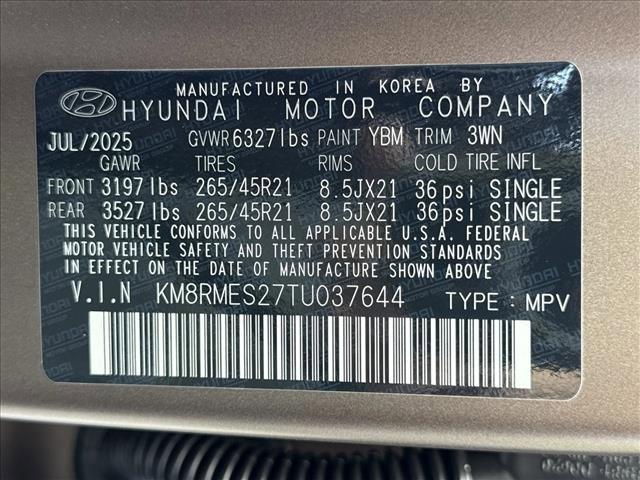 MANUFACTURED IN KOREA BY
HYUNDAI MOTOR COMPANY
JUL/2025 GVWR 6327lbs PAINT YBM TRIM 3WN
GAWR TIRES RIMS COLD TIRE INFL
FRONT 3197lbs 265/45R21 8.5JX21 36psi SINGLE
REAR 3527lbs 265/45R21 8.5JX21 36psi SINGLE
THIS VEHICLE CONFORMS TO ALL APPLICABLE U.S.A. FEDERAL
MOTOR VEHICLE SAFETY AND THEFT PREVENTION STANDARDS
IN EFFECT ON THE DATE OF MANUFACTURE SHOWN ABOVE
V.I.N KM8RMES27TU037644 TYPE: MPV